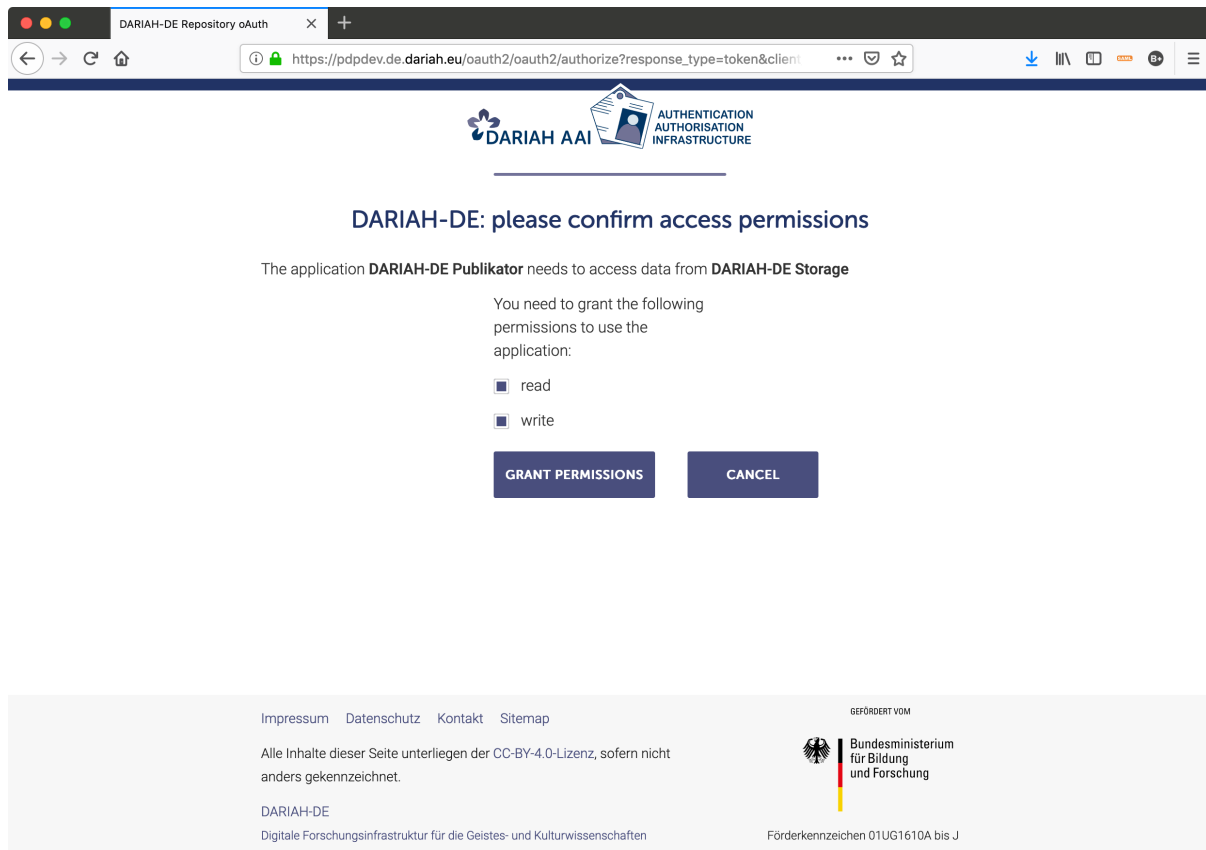 DARIAH-DE Repository oAuth
https://pdpdev.de.dariah.eu/oauth2/oauth2/authorize?response_type=token&client
DARIAH AAI
AUTHENTICATION
AUTHORISATION
INFRASTRUCTURE
DARIAH-DE: please confirm access permissions
The application DARIAH-DE Publikator needs to access data from DARIAH-DE Storage
You need to grant the following
permissions to use the
application:
read
write
GRANT PERMISSIONS CANCEL
Impressum Datenschutz Kontakt Sitemap
Alle Inhalte dieser Seite unterliegen der CC-BY-4.0-Lizenz, sofern nicht
anders gekennzeichnet.
DARIAH-DE
Digitale Forschungsinfrastruktur für die Geistes- und Kulturwissenschaften
GEFÖRDERT VOM
Bundesministerium
für Bildung
und Forschung
Förderkennzeichen 01UG1610A bis J